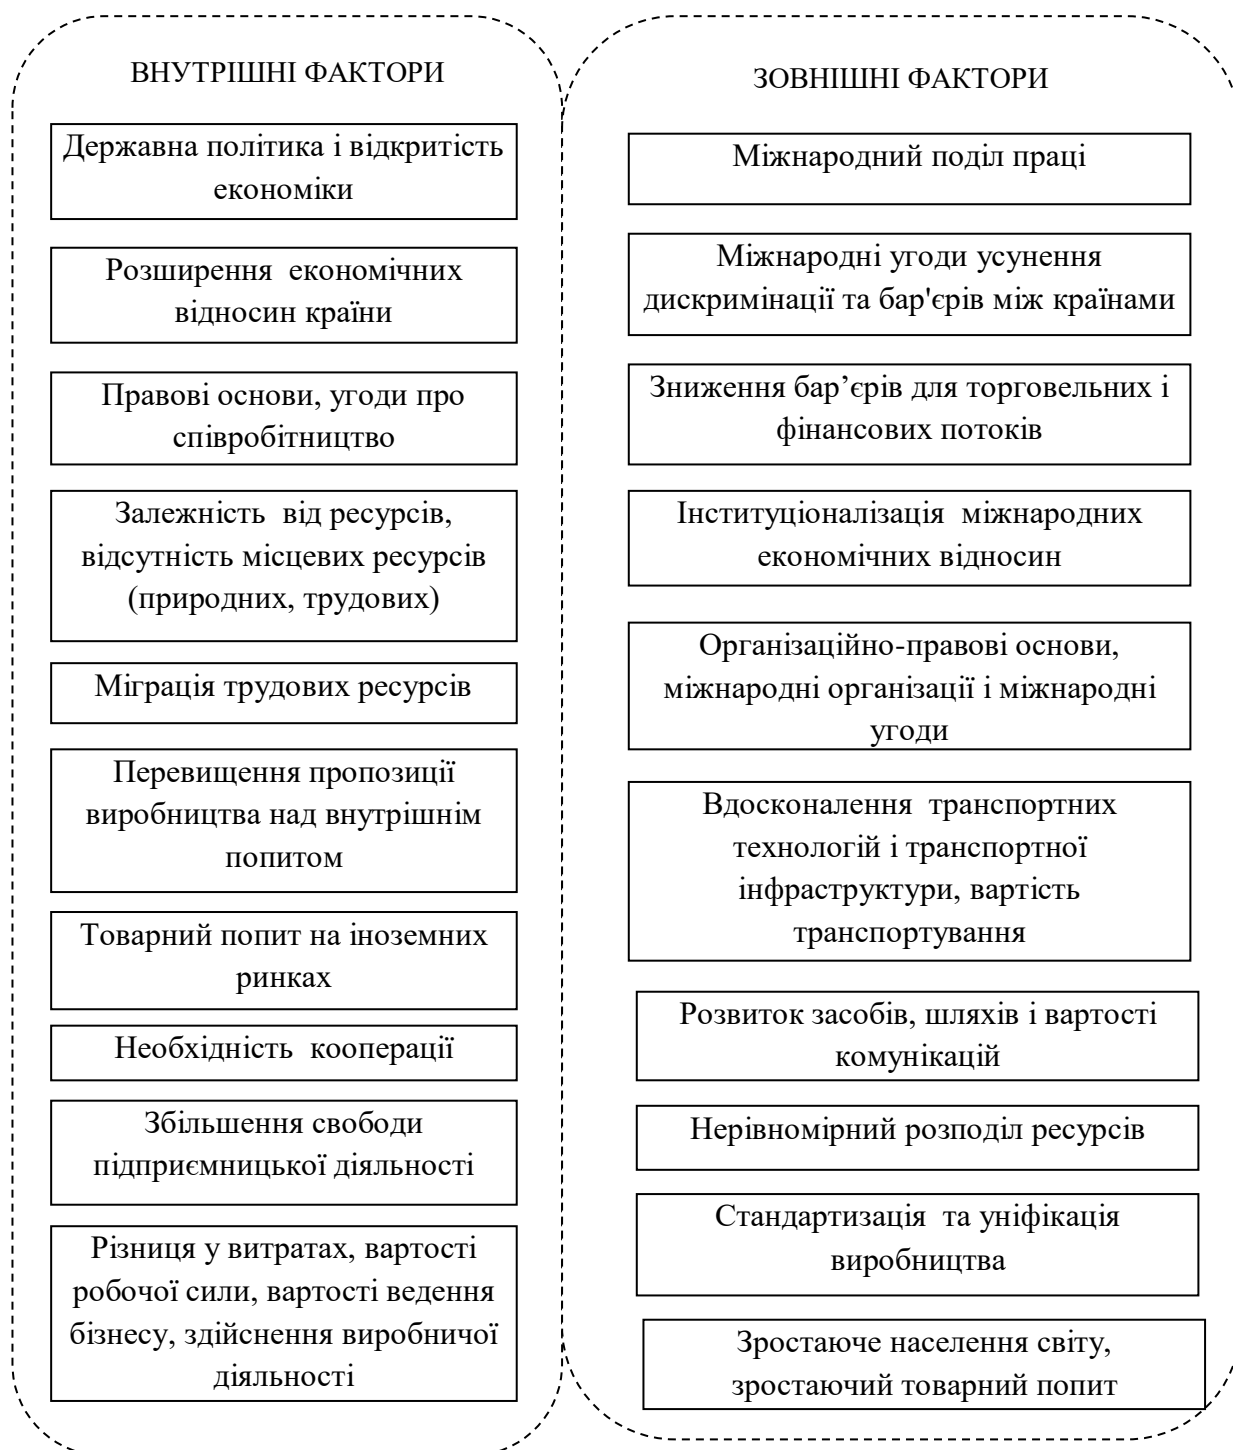 ВНУТРІШНІ ФАКТОРИ
Державна політика і відкритість
економіки
Розширення економічних
відносин країни
Правові основи, угоди про
співробітництво
Залежність від ресурсів,
відсутність місцевих ресурсів
(природних, трудових)
Міграція трудових ресурсів
Перевищення пропозиції
виробництва над внутрішнім
попитом
Товарний попит на іноземних
ринках
Необхідність кооперації
Збільшення свободи
підприємницької діяльності
Різниця у витратах, вартості
робочої сили, вартості ведення
бізнесу, здійснення виробничої
діяльності
ЗОВНІШНІ ФАКТОРИ
Міжнародний поділ праці
Міжнародні угоди усунення
дискримінації та бар'єрів між країнами
Зниження бар’єрів для торговельних і
фінансових потоків
Інституціоналізація міжнародних
економічних відносин
Організаційно-правові основи,
міжнародні організації і міжнародні
угоди
Вдосконалення транспортних
технологій і транспортної
інфраструктури, вартість
транспортування
Розвиток засобів, шляхів і вартості
комунікацій
Нерівномірний розподіл ресурсів
Стандартизація та уніфікація
виробництва
Зростаюче населення світу,
зростаючий товарний попит